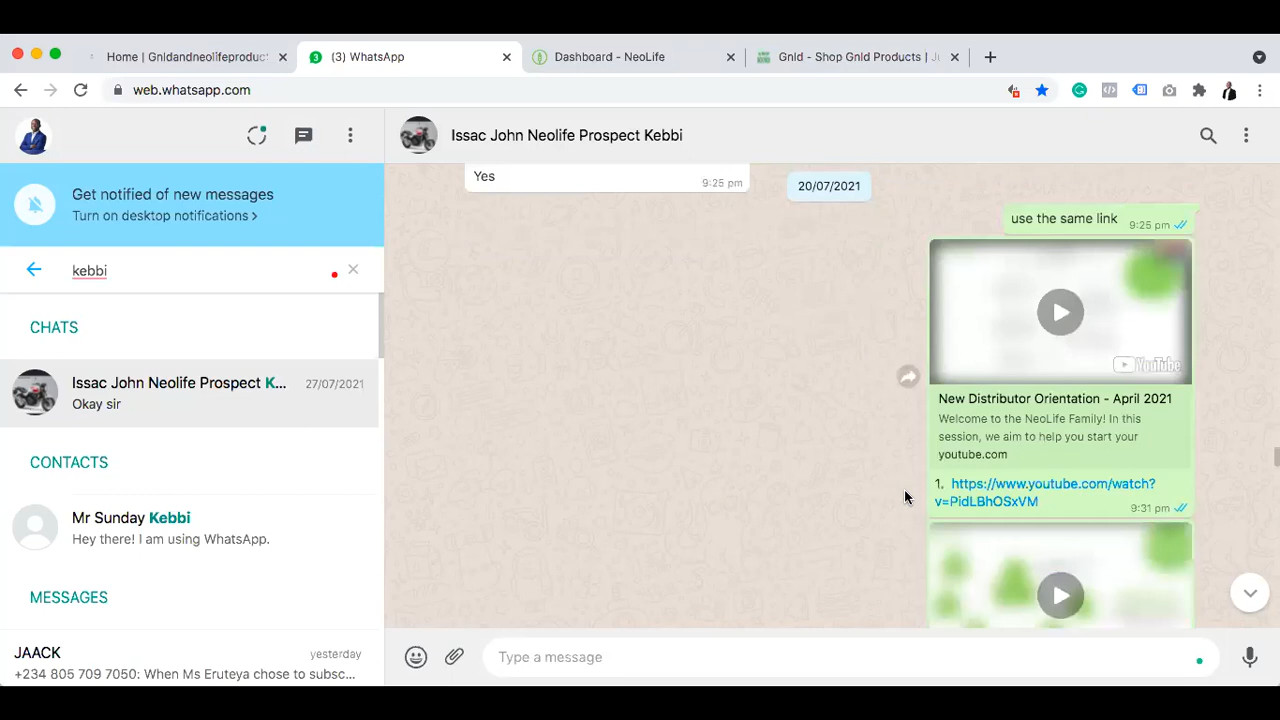 Home | Gnldandneolifeproduct
(3) WhatsApp
Dashboard - NeoLife
Gnld - Shop Gnld Products | Ju
web.whatsapp.com
Issac John Neolife Prospect Kebbi
Get notified of new messages
Turn on desktop notifications >
kebbi
CHATS
Issac John Neolife Prospect K... 27/07/2021
Okay sir
CONTACTS
Mr Sunday Kebbi
Hey there! I am using WhatsApp.
MESSAGES
JAACK yesterday
+234 805 709 7050: When Ms Eruteya chose to subsc...
Yes 9:25 pm
20/07/2021
use the same link 9:25 pm
YouTube
New Distributor Orientation - April 2021
Welcome to the NeoLife Family! In this
session, we aim to help you start your
youtube.com
1. https://www.youtube.com/watch?
v=PidLBhOSxVM
9:31 pm
Type a message